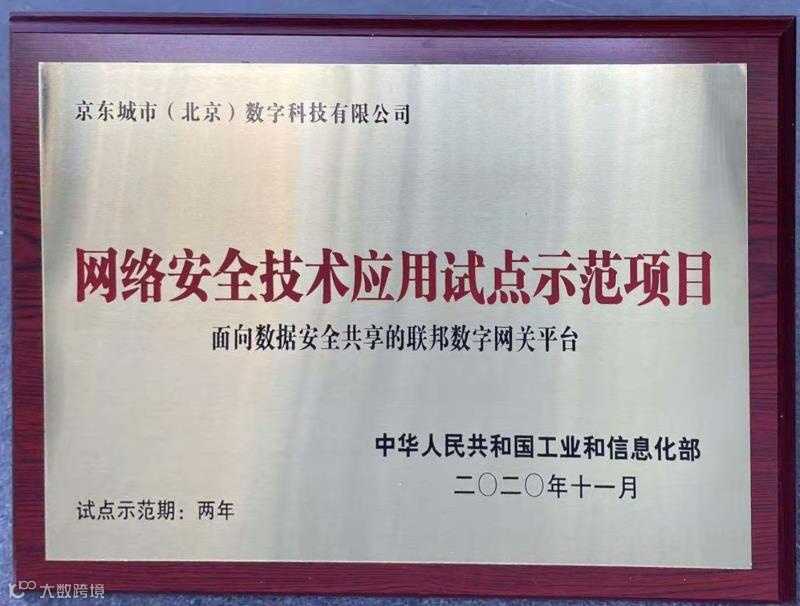 京东城市（北京）数字科技有限公司
网络安全技术应用试点示范项目
面向数据安全共享的联邦数字网关平台
中华人民共和国工业和信息化部
二〇二〇年十一月
试点示范期：两年
大数跨境